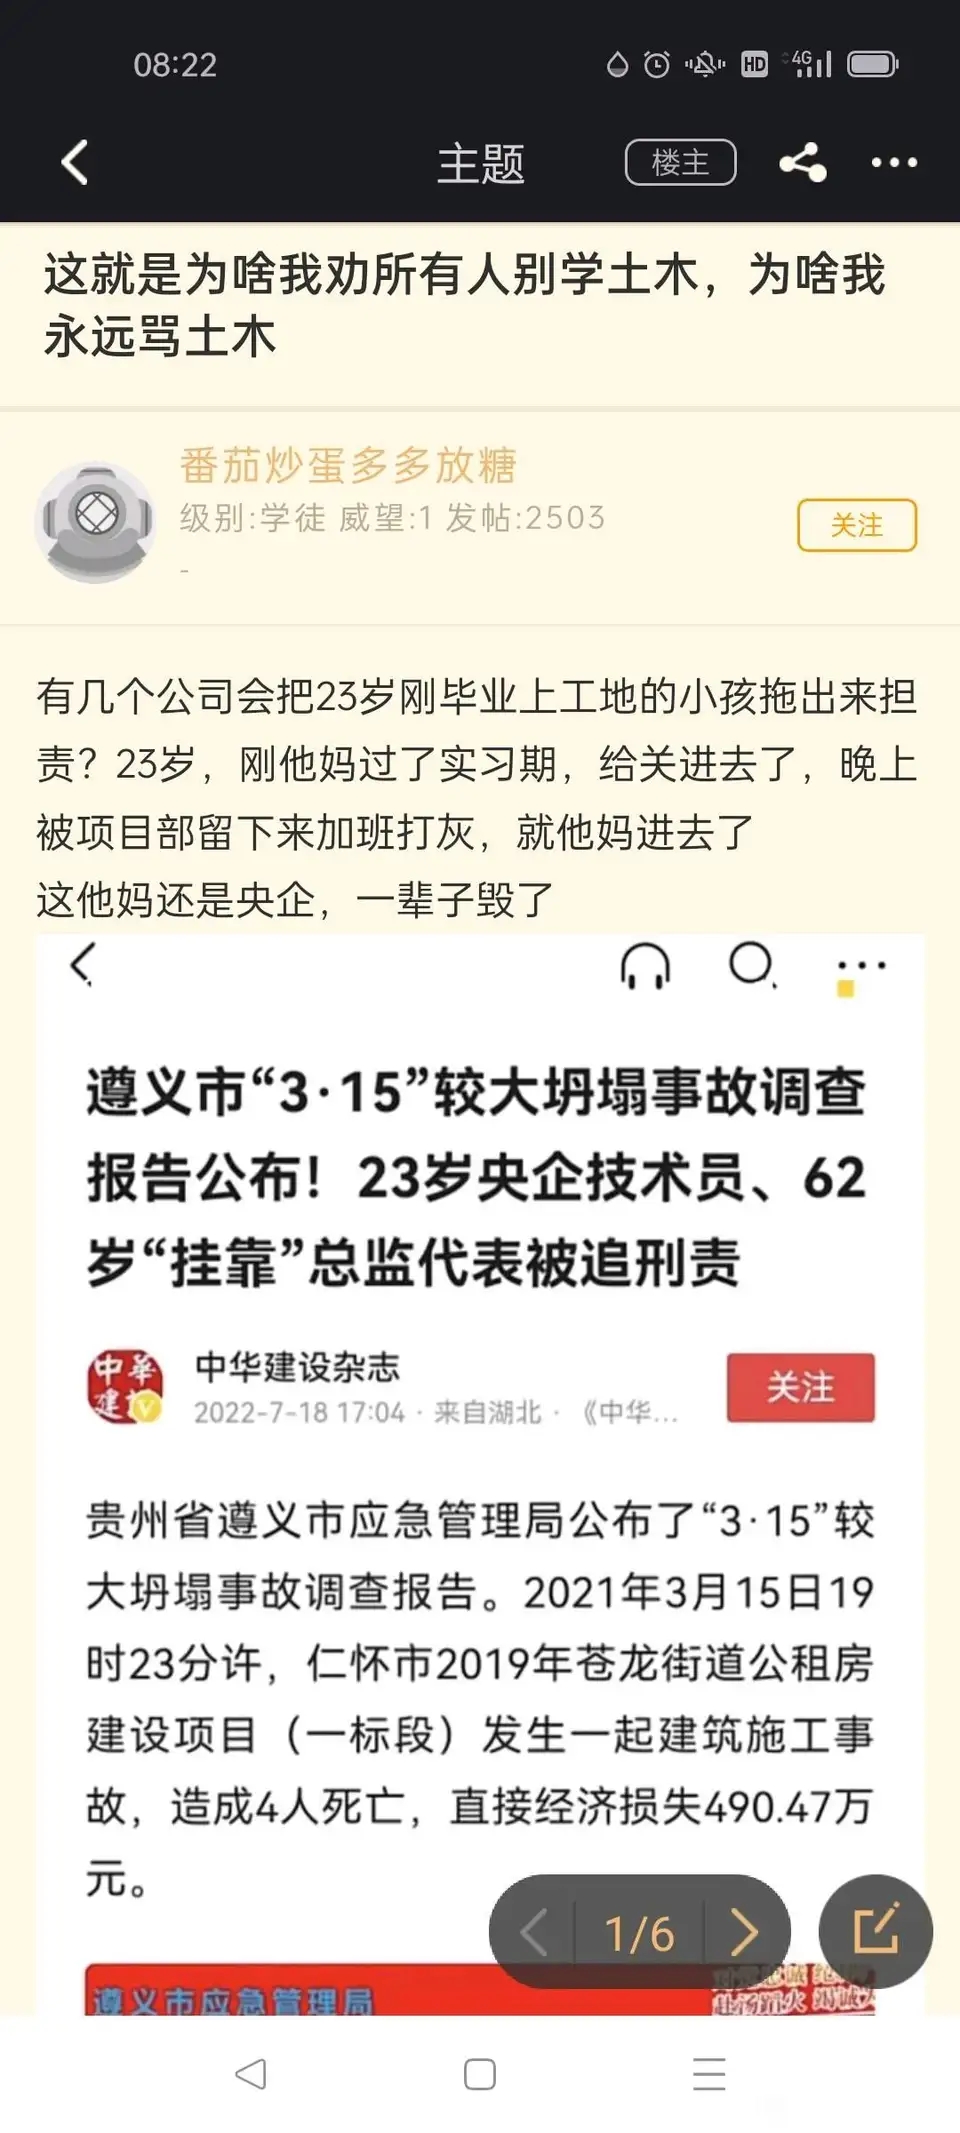 08:22
HD 4G
主题
楼主
这就是为啥我劝所有人别学土木，为啥我
永远骂土木
番茄炒蛋多多放糖
级别:学徒 威望:1 发帖:2503
-
关注
有几个公司会把23岁刚毕业上工地的小孩拖出来担
责？23岁，刚他妈过了实习期，给关进去了，晚上
被项目部留下来加班打灰，就他妈进去了
这他妈还是央企，一辈子毁了
遵义市“3·15”较大坍塌事故调查
报告公布！23岁央企技术员、62
岁“挂靠”总监代表被追刑责
中华建设杂志
2022-7-18 17:04 · 来自湖北 · 《中华...
关注
贵州省遵义市应急管理局公布了“3·15”较
大坍塌事故调查报告。2021年3月15日19
时23分许，仁怀市2019年苍龙街道公租房
建设项目（一标段）发生一起建筑施工事
故，造成4人死亡，直接经济损失490.47万
元。
1/6
遵义市应急管理局